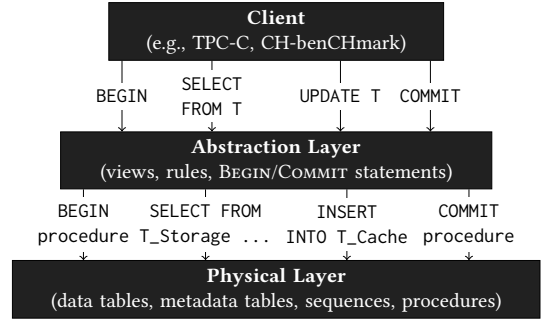 Client
(e.g., TPC-C, CH-benCHmark)
BEGIN
SELECT
FROM T
UPDATE T
COMMIT
Abstraction Layer
(views, rules, BEGIN/COMMIT statements)
BEGIN
procedure
SELECT FROM
T_Storage ...
INSERT
INTO T_Cache
COMMIT
procedure
Physical Layer
(data tables, metadata tables, sequences, procedures)